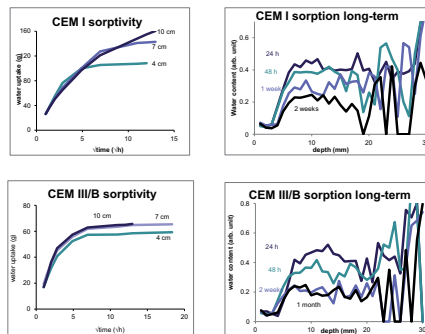 CEM I sorptivity
160
120
80
40
0
water uptake (g)
10 cm
7 cm
4 cm
0 5 10 15
√time (√h)
CEM I sorption long-term
0.8
0.6
0.4
0.2
0
Water content (arb. unit)
24 h
48 h
1 week
2 weeks
0 10 20 30
depth (mm)
CEM III/B sorptivity
80
60
40
20
0
water uptake (g)
10 cm
7 cm
4 cm
0 5 10 15 20
√time (√h)
CEM III/B sorption long-term
0.8
0.6
0.4
0.2
0
water content (arb. unit)
24 h
48 h
2 week
1 month
0 10 20 30
depth (mm)